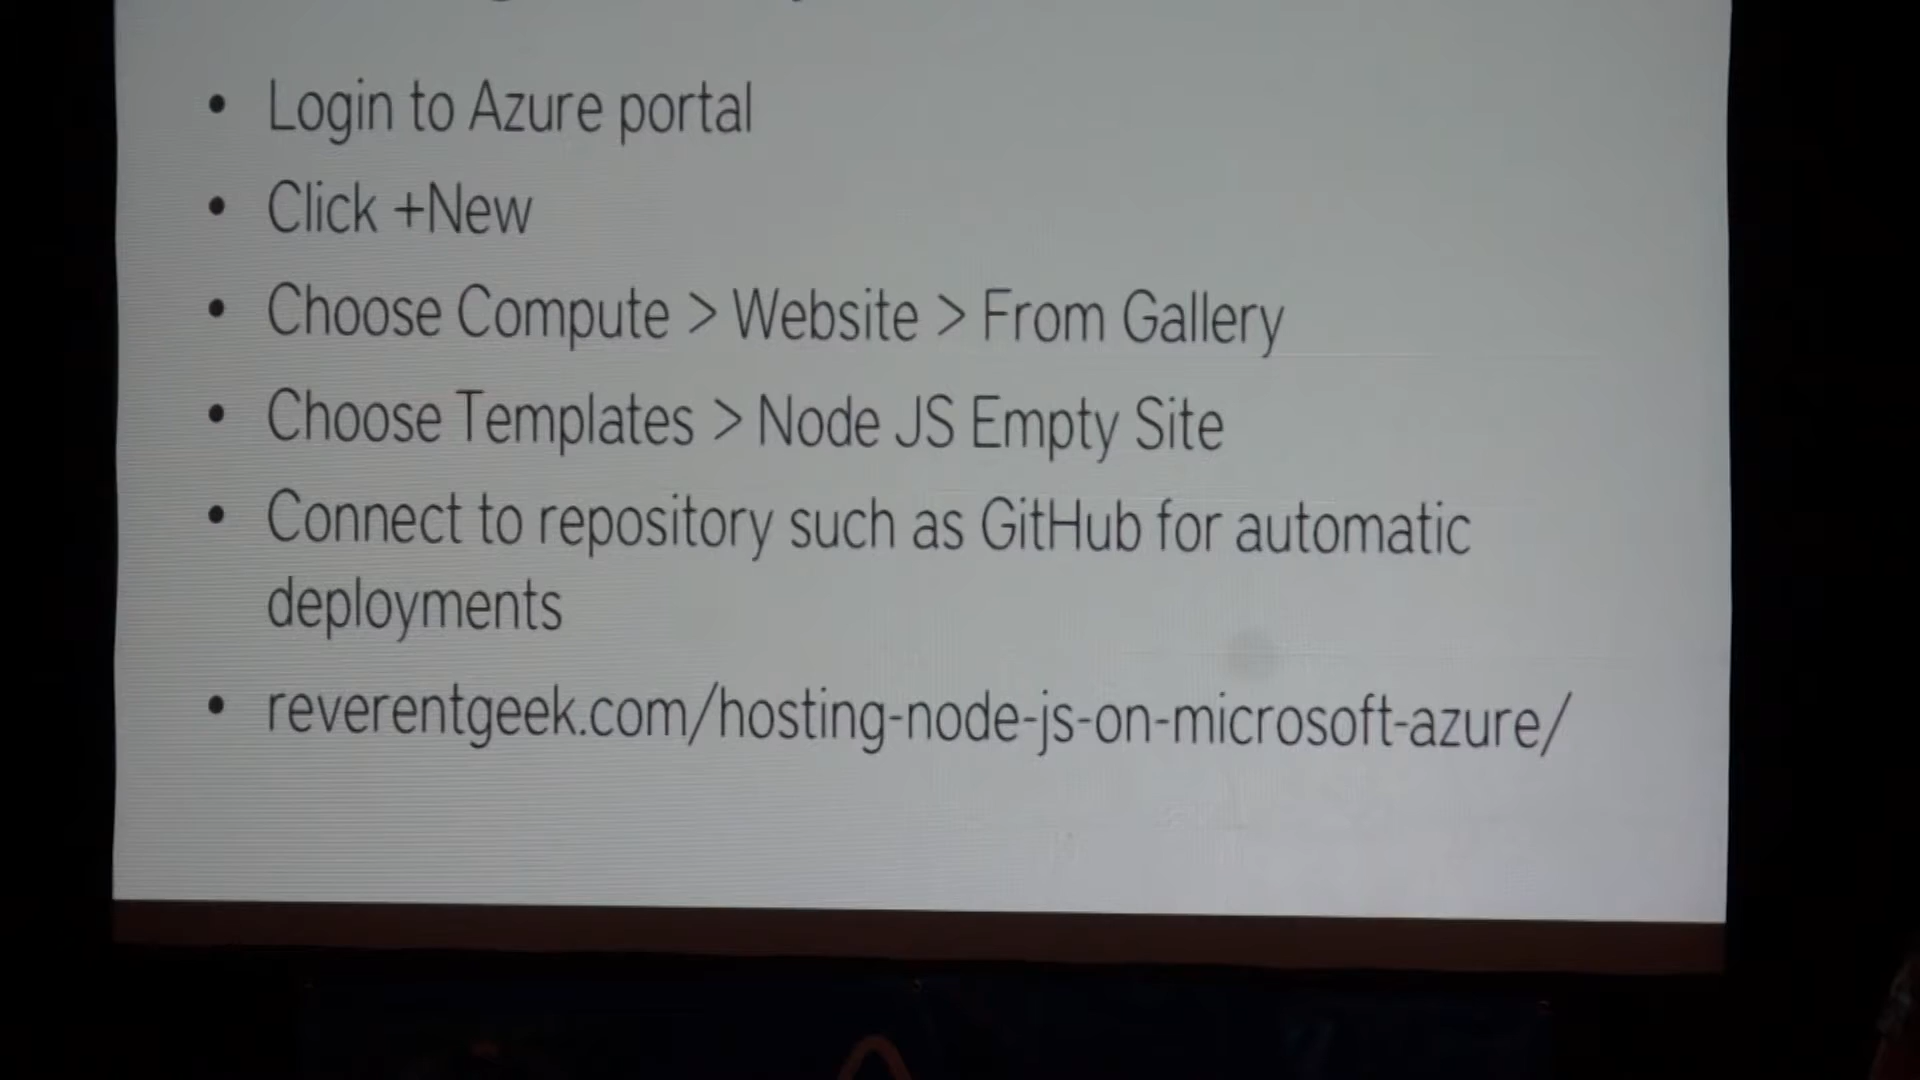 • Login to Azure portal
• Click +New
• Choose Compute > Website > From Gallery
• Choose Templates > Node JS Empty Site
• Connect to repository such as GitHub for automatic
deployments
• reverentgeek.com/hosting-node-js-on-microsoft-azure/